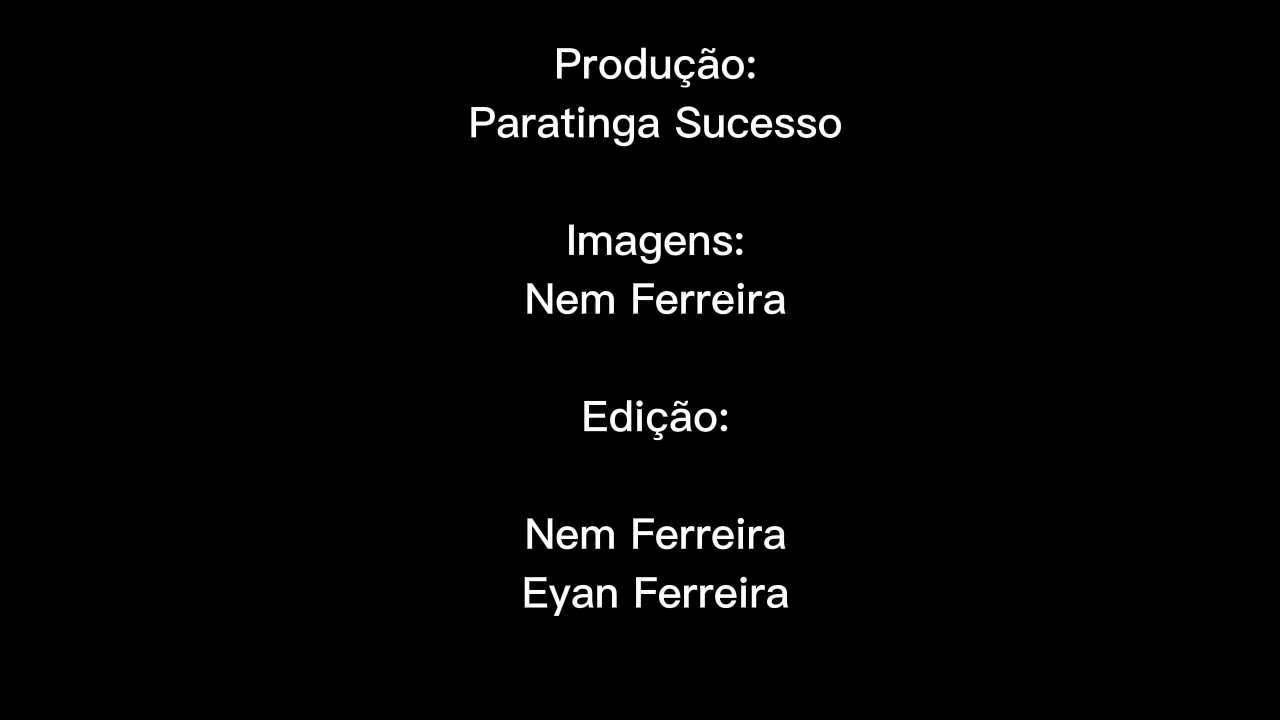 Produção:
Paratinga Sucesso
Imagens:
Nem Ferreira
Edição:
Nem Ferreira
Eyan Ferreira